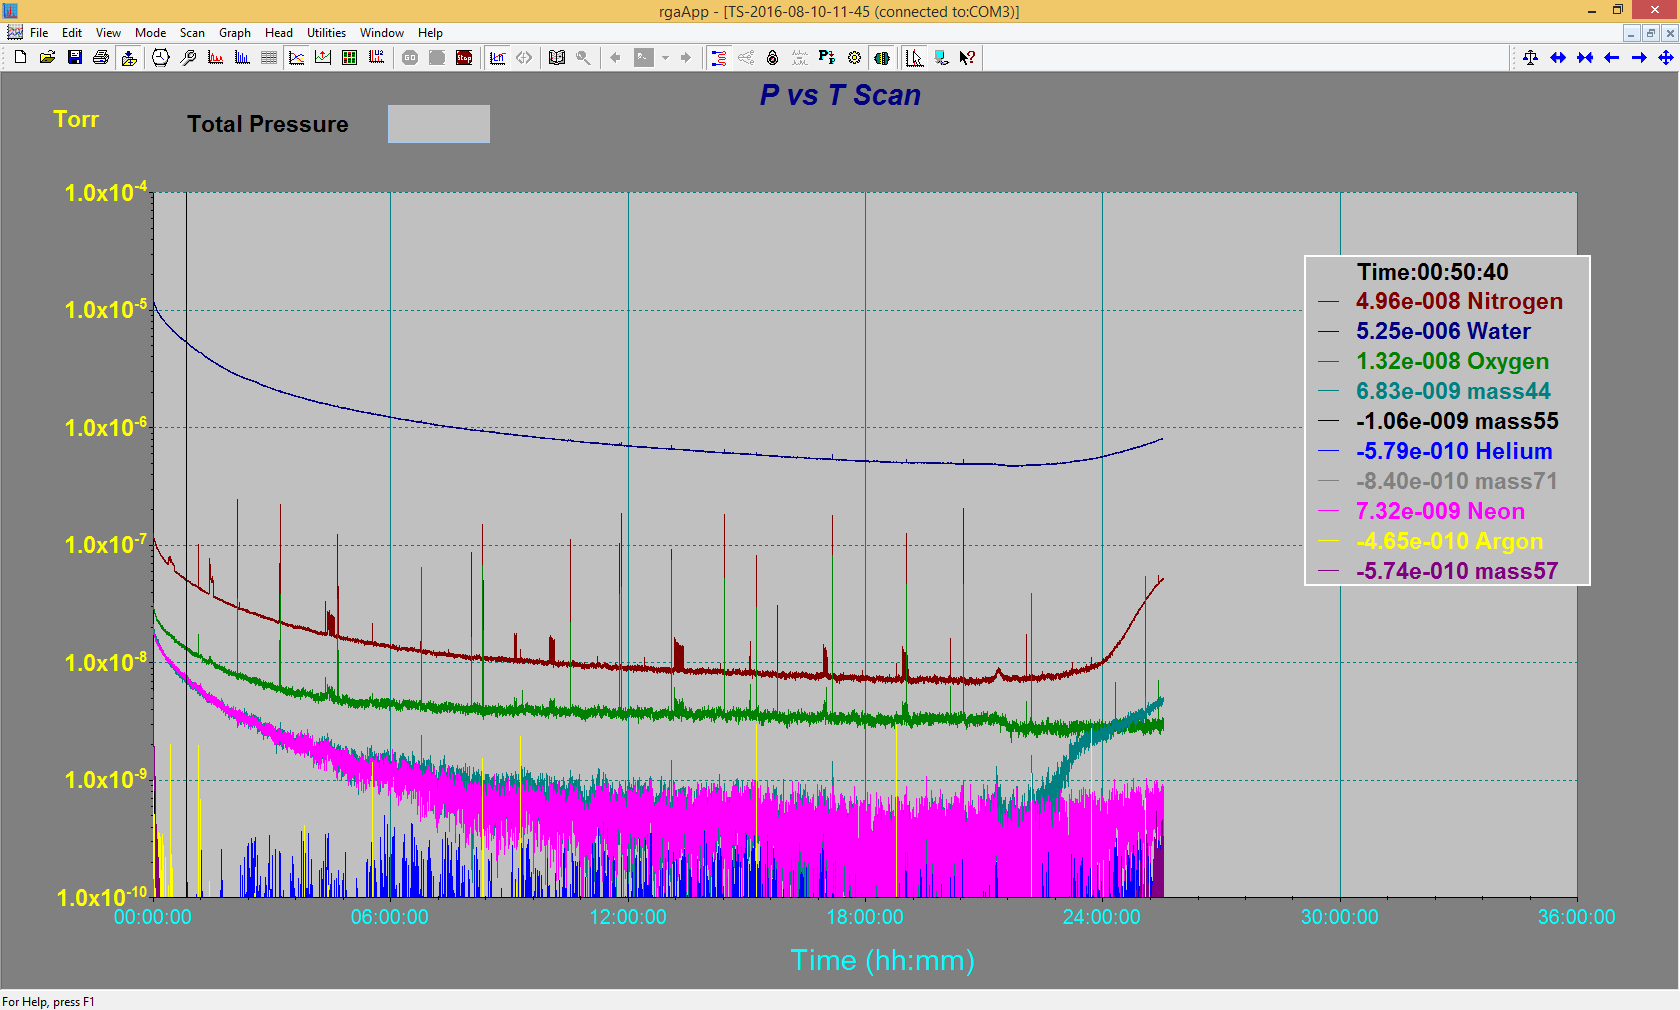 rgaApp - [TS-2016-08-10-11-45 (connected to:COM3)]
File Edit View Mode Scan Graph Head Utilities Window Help
GO Stop
P vs T Scan
Torr
Total Pressure
1.0x10-4
1.0x10-5
1.0x10-6
1.0x10-7
1.0x10-8
1.0x10-9
1.0x10-10
Time:00:50:40
4.96e-008 Nitrogen
5.25e-006 Water
1.32e-008 Oxygen
6.83e-009 mass44
-1.06e-009 mass55
-5.79e-010 Helium
-8.40e-010 mass71
7.32e-009 Neon
-4.65e-010 Argon
-5.74e-010 mass57
00:00:00 06:00:00 12:00:00 18:00:00 24:00:00 30:00:00 36:00:00
Time (hh:mm)
For Help, press F1